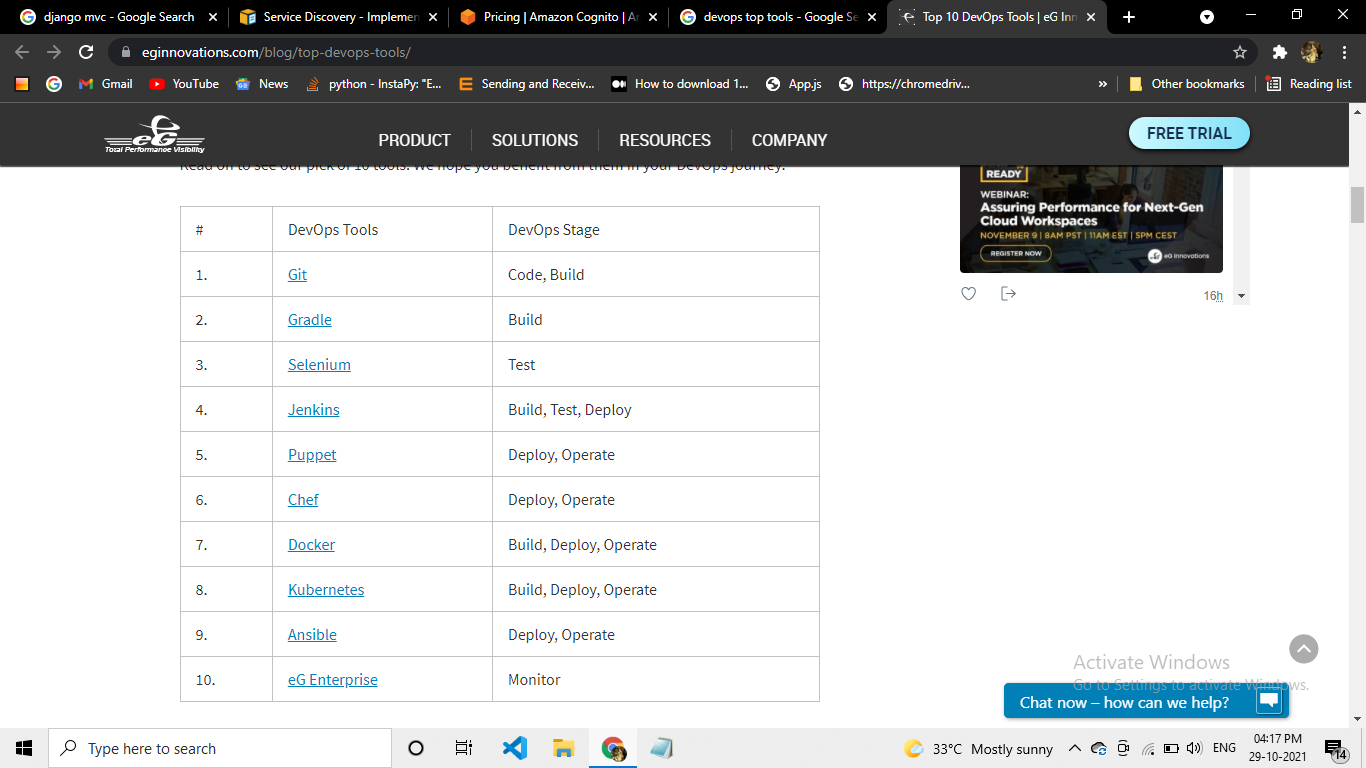 django mvc - Google Search
Service Discovery - Implemen
Pricing | Amazon Cognito | A
devops top tools - Google Se
Top 10 DevOps Tools | eG Inn
eginnovations.com/blog/top-devops-tools/
Gmail
YouTube
News
python - InstaPy: "E...
Sending and Receiv...
How to download 1...
App.js
https://chromedriv...
»
Other bookmarks
Reading list
eG
Total Performance Visibility
PRODUCT
SOLUTIONS
RESOURCES
COMPANY
FREE TRIAL
Read on to see our pick of 10 tools. We hope you benefit from them in your DevOps journey.
# DevOps Tools DevOps Stage
1. Git Code, Build
2. Gradle Build
3. Selenium Test
4. Jenkins Build, Test, Deploy
5. Puppet Deploy, Operate
6. Chef Deploy, Operate
7. Docker Build, Deploy, Operate
8. Kubernetes Build, Deploy, Operate
9. Ansible Deploy, Operate
10. eG Enterprise Monitor
READY
WEBINAR:
Assuring Performance for Next-Gen
Cloud Workspaces
NOVEMBER 9 | 8AM PST | 11AM EST | 5PM CEST
REGISTER NOW
eG Innovations
16h
Activate Windows
Go to Settings to activate Windows.
Chat now – how can we help?
Type here to search
33°C Mostly sunny
ENG
04:17 PM
29-10-2021
14